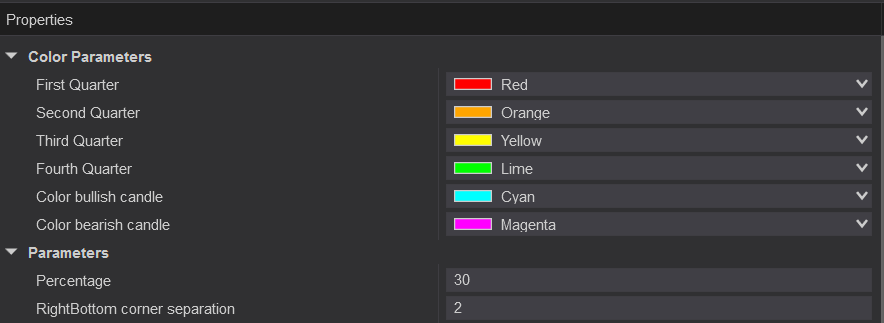 Properties
Color Parameters
First Quarter Red
Second Quarter Orange
Third Quarter Yellow
Fourth Quarter Lime
Color bullish candle Cyan
Color bearish candle Magenta
Parameters
Percentage 30
RightBottom corner separation 2